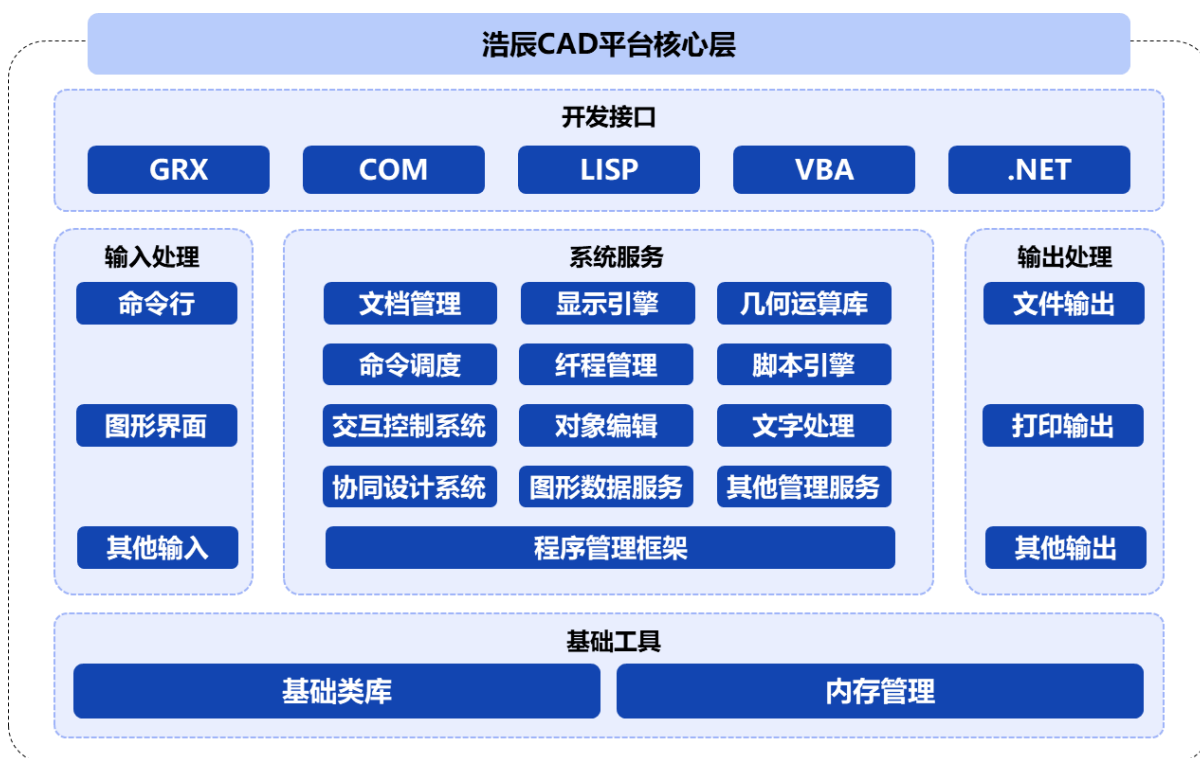 浩辰CAD平台核心层
开发接口
GRX
COM
LISP
VBA
.NET
输入处理
命令行
图形界面
其他输入
系统服务
文档管理
显示引擎
几何运算库
命令调度
纤程管理
脚本引擎
交互控制系统
对象编辑
文字处理
协同设计系统
图形数据服务
其他管理服务
程序管理框架
输出处理
文件输出
打印输出
其他输出
基础工具
基础类库
内存管理